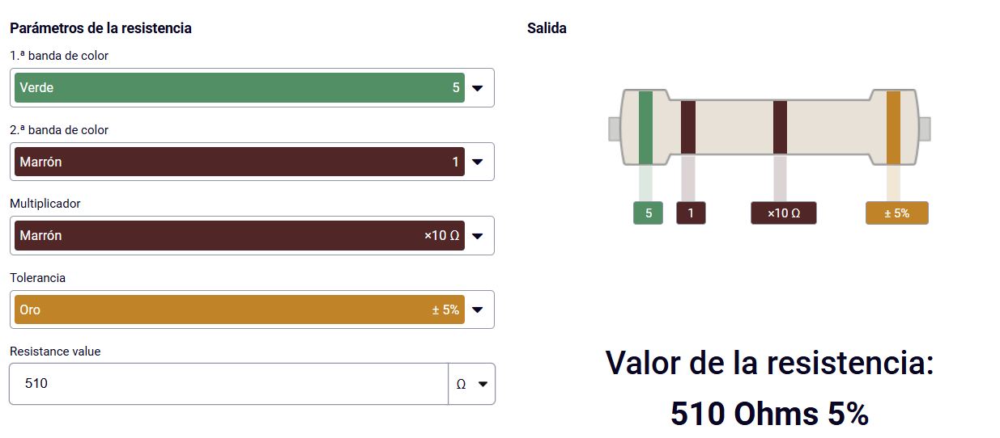 Parámetros de la resistencia
1.ª banda de color
Verde 5
2.ª banda de color
Marrón 1
Multiplicador
Marrón ×10 Ω
Tolerancia
Oro ± 5%
Resistance value
510 Ω
Salida
5 1 ×10 Ω ± 5%
Valor de la resistencia:
510 Ohms 5%